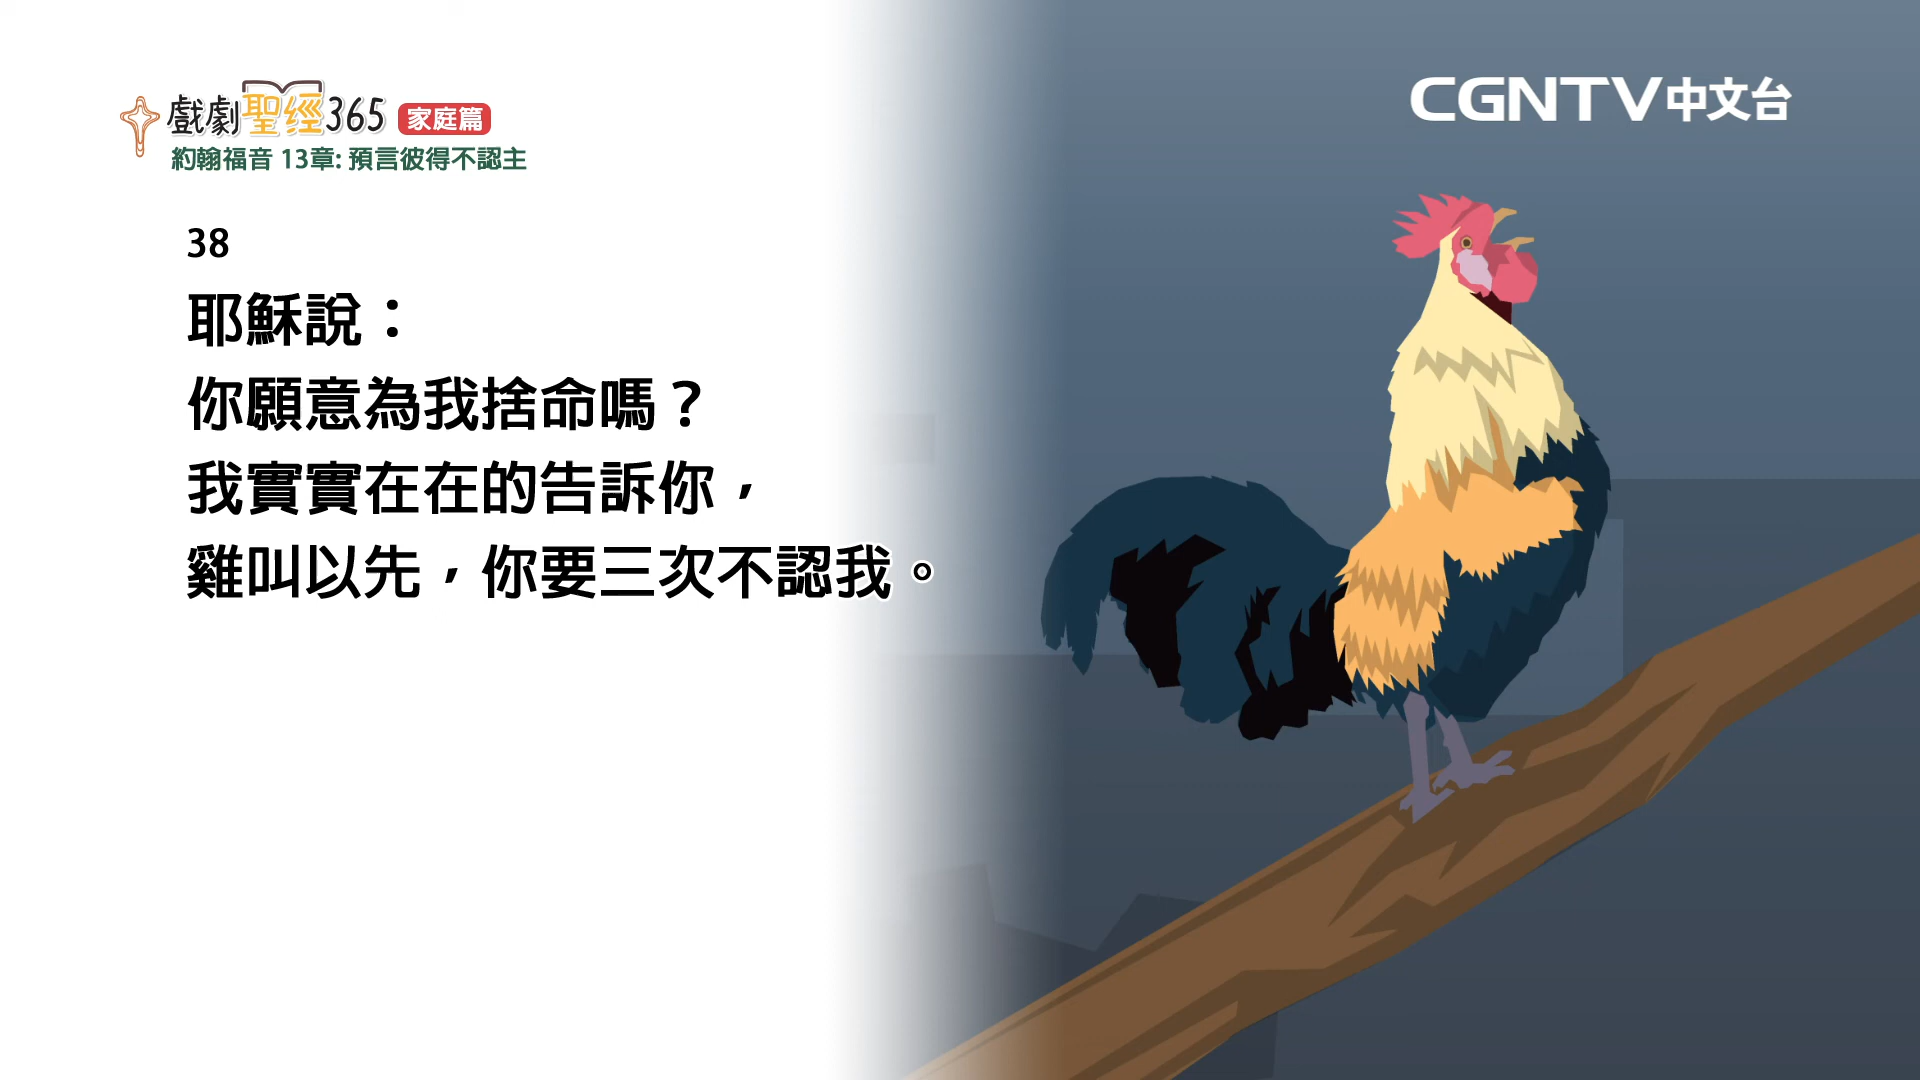 戲劇聖經365 家庭篇
約翰福音 13章: 預言彼得不認主
CGNTV中文台
38
耶穌說：
你願意為我捨命嗎？
我實實在在的告訴你，
雞叫以先，你要三次不認我。